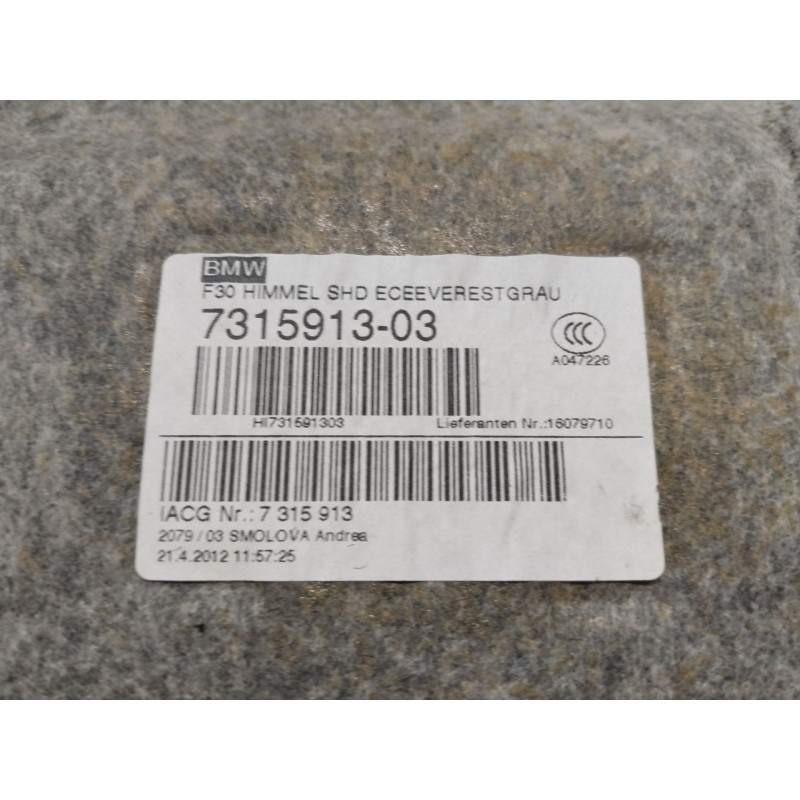 BMW
F30 HIMMEL SHD ECEEVERESTGRAU
7315913-03
CCC
A047226
HI731591303
Lieferanten Nr.:16079710
IACG Nr.: 7 315 913
2079 / 03 SMOLOVA Andrea
21.4.2012 11:57:25